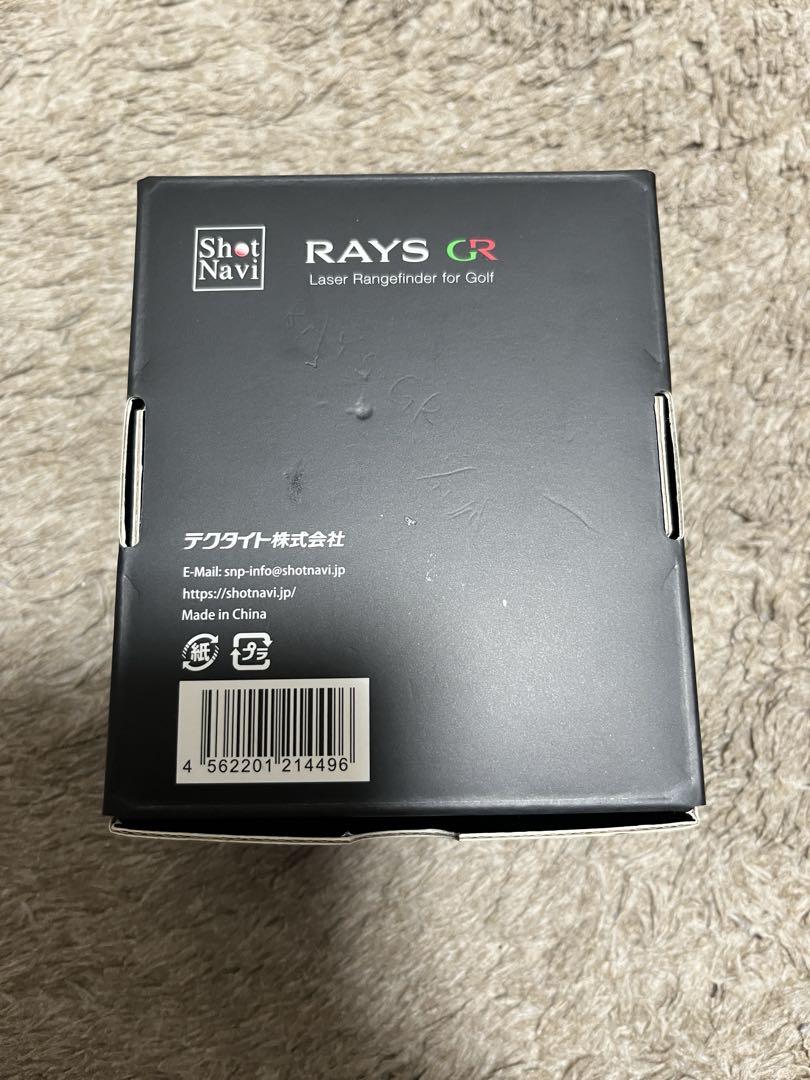 Shot
Navi
RAYS GR
Laser Rangefinder for Golf
テクタイト株式会社
E-Mail: snp-info@shotnavi.jp
https://shotnavi.jp/
Made in China
紙 プラ
4 562201 214496